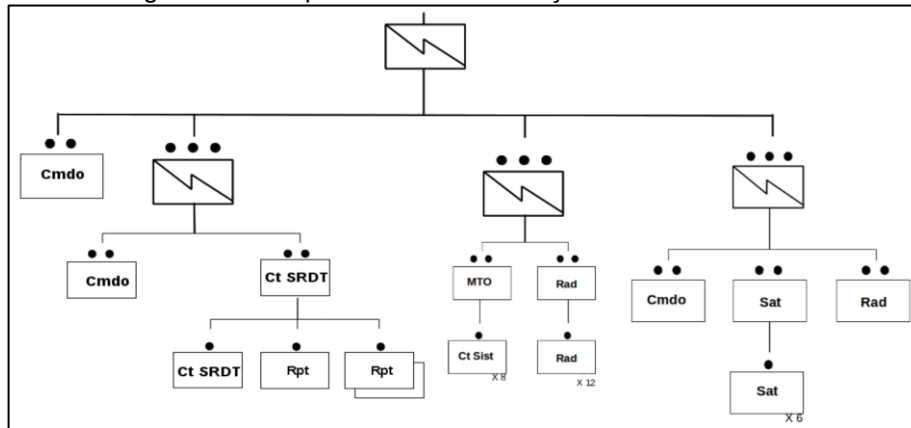 Cmdo
Cmdo
Ct SRDT
Ct SRDT
Rpt
Rpt
MTO
Rad
Ct Sist
X 8
Rad
X 12
Cmdo
Sat
Rad
Sat
X 6